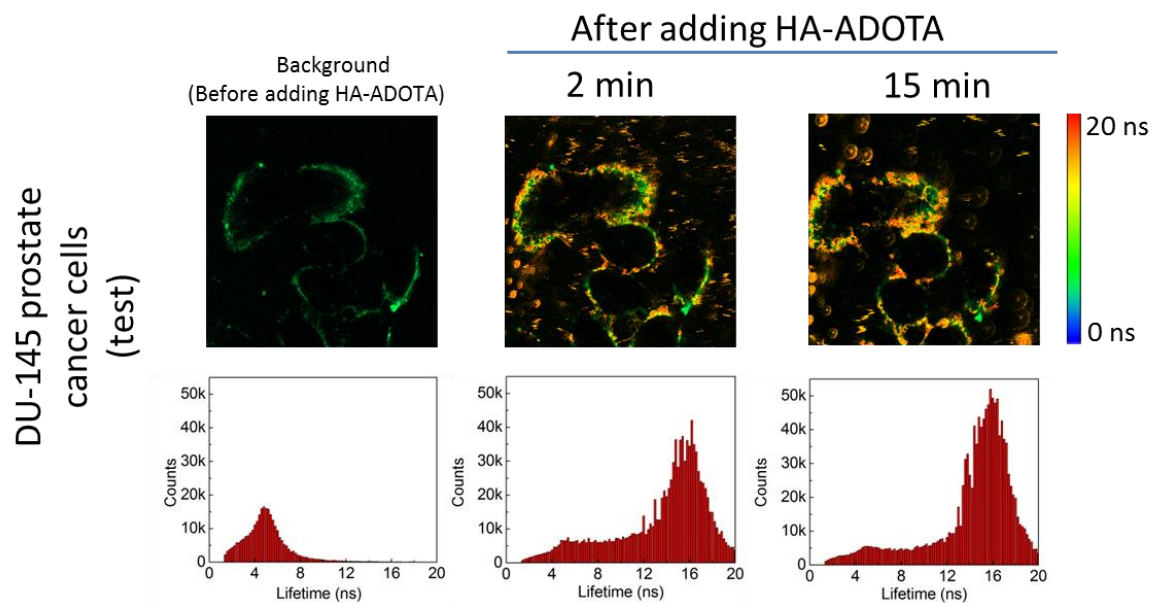 After adding HA-ADOTA
Background
(Before adding HA-ADOTA)
2 min
15 min
20 ns
0 ns
DU-145 prostate
cancer cells
(test)
50k
40k
30k
20k
10k
0
Counts
0 4 8 12 16 20
Lifetime (ns)
50k
40k
30k
20k
10k
0
Counts
0 4 8 12 16 20
Lifetime (ns)
50k
40k
30k
20k
10k
0
Counts
0 4 8 12 16 20
Lifetime (ns)